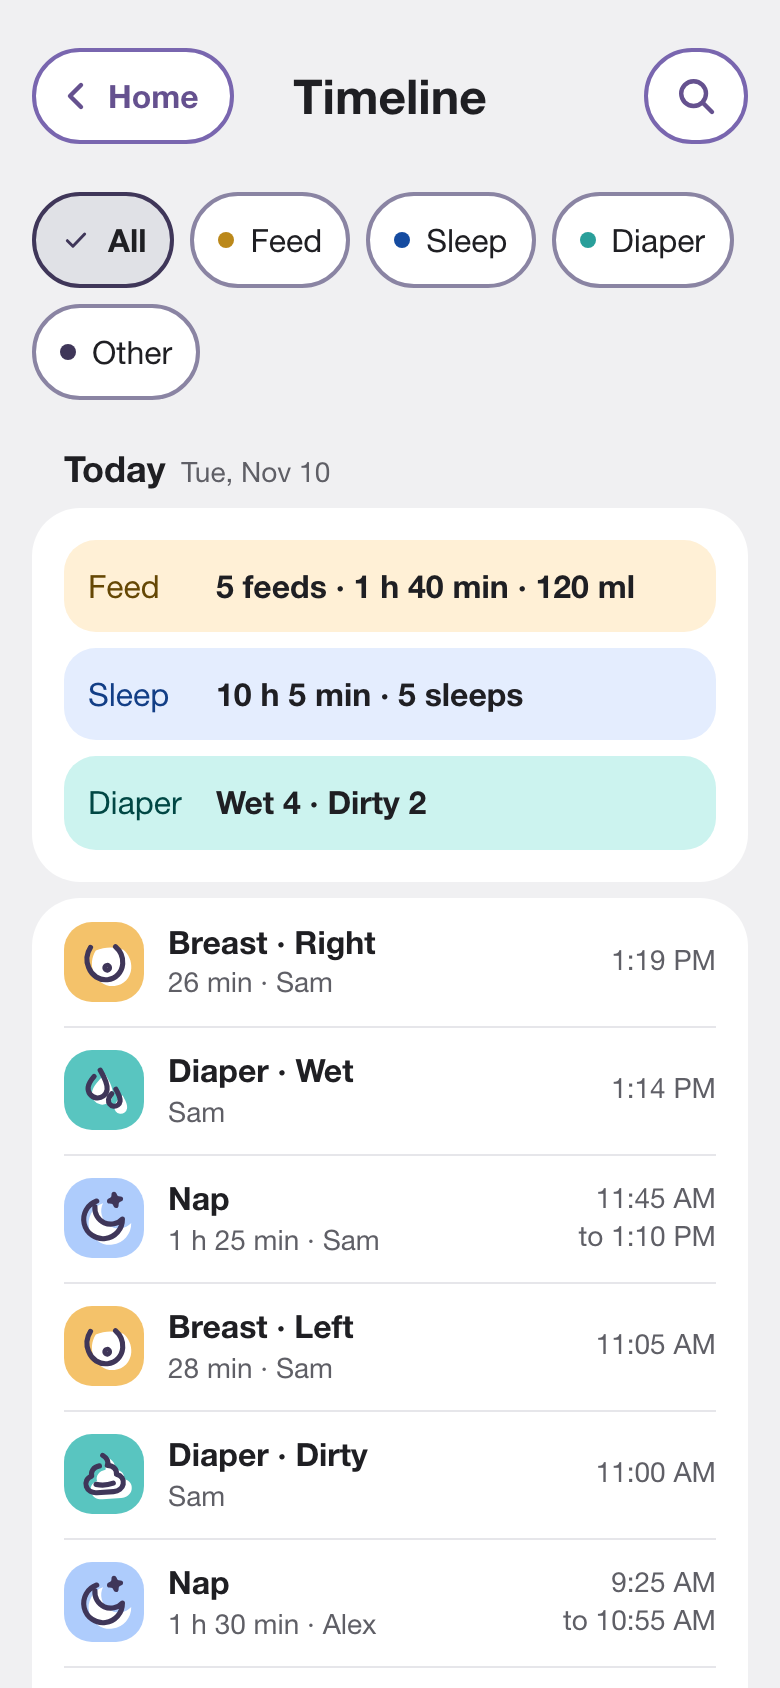 Home
Timeline
All
Feed
Sleep
Diaper
Other
Today Tue, Nov 10
Feed 5 feeds · 1 h 40 min · 120 ml
Sleep 10 h 5 min · 5 sleeps
Diaper Wet 4 · Dirty 2
Breast · Right
26 min · Sam
1:19 PM
Diaper · Wet
Sam
1:14 PM
Nap
1 h 25 min · Sam
11:45 AM
to 1:10 PM
Breast · Left
28 min · Sam
11:05 AM
Diaper · Dirty
Sam
11:00 AM
Nap
1 h 30 min · Alex
9:25 AM
to 10:55 AM